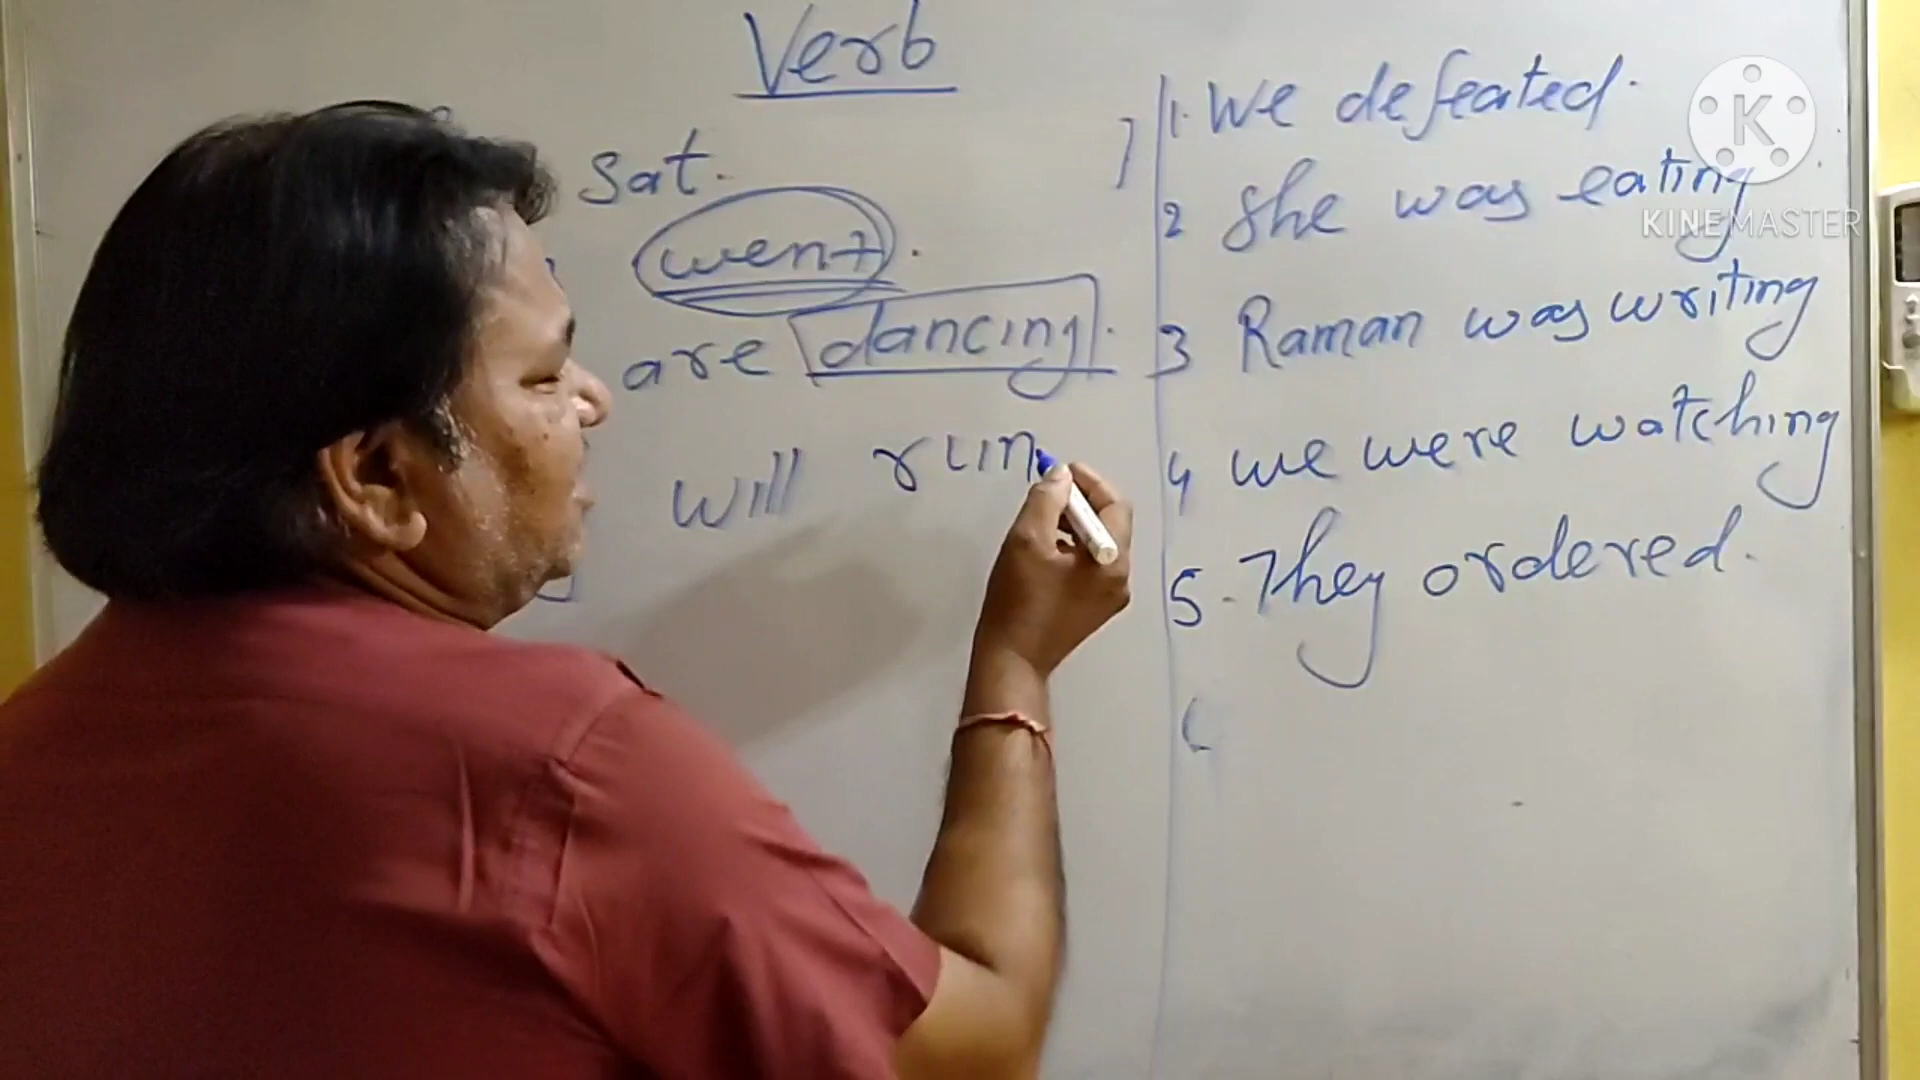 Verb
Sat.
went.
are dancing.
will run
1. We defeated.
2 She was eating
3 Raman was writing
4 we were watching
5. They ordered.
K
KINEMASTER